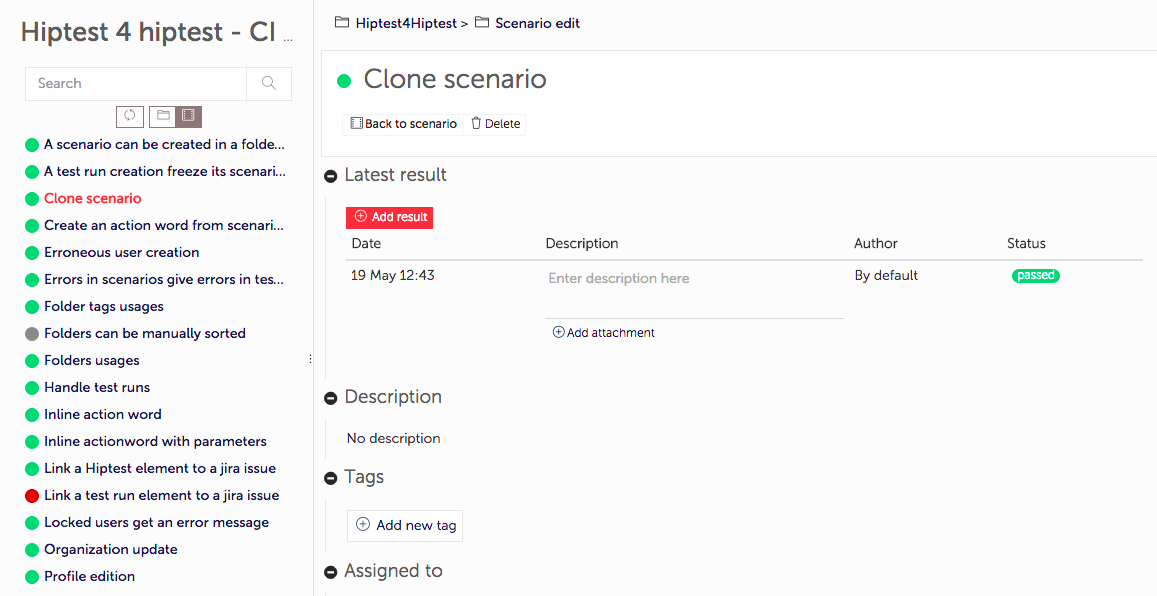 Hiptest 4 hiptest - CI ...
Search
A scenario can be created in a folde...
A test run creation freeze its scenari...
Clone scenario
Create an action word from scenari...
Erroneous user creation
Errors in scenarios give errors in tes...
Folder tags usages
Folders can be manually sorted
Folders usages
Handle test runs
Inline action word
Inline actionword with parameters
Link a Hiptest element to a jira issue
Link a test run element to a jira issue
Locked users get an error message
Organization update
Profile edition
Hiptest4Hiptest > Scenario edit
Clone scenario
Back to scenario Delete
Latest result
Add result
Date Description Author Status
19 May 12:43 Enter description here By default passed
Add attachment
Description
No description
Tags
Add new tag
Assigned to